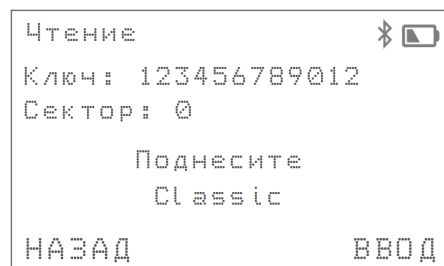 Чтение
Ключ: 123456789012
Сектор: 0
Поднесите
Classic
НАЗАД ВВОД